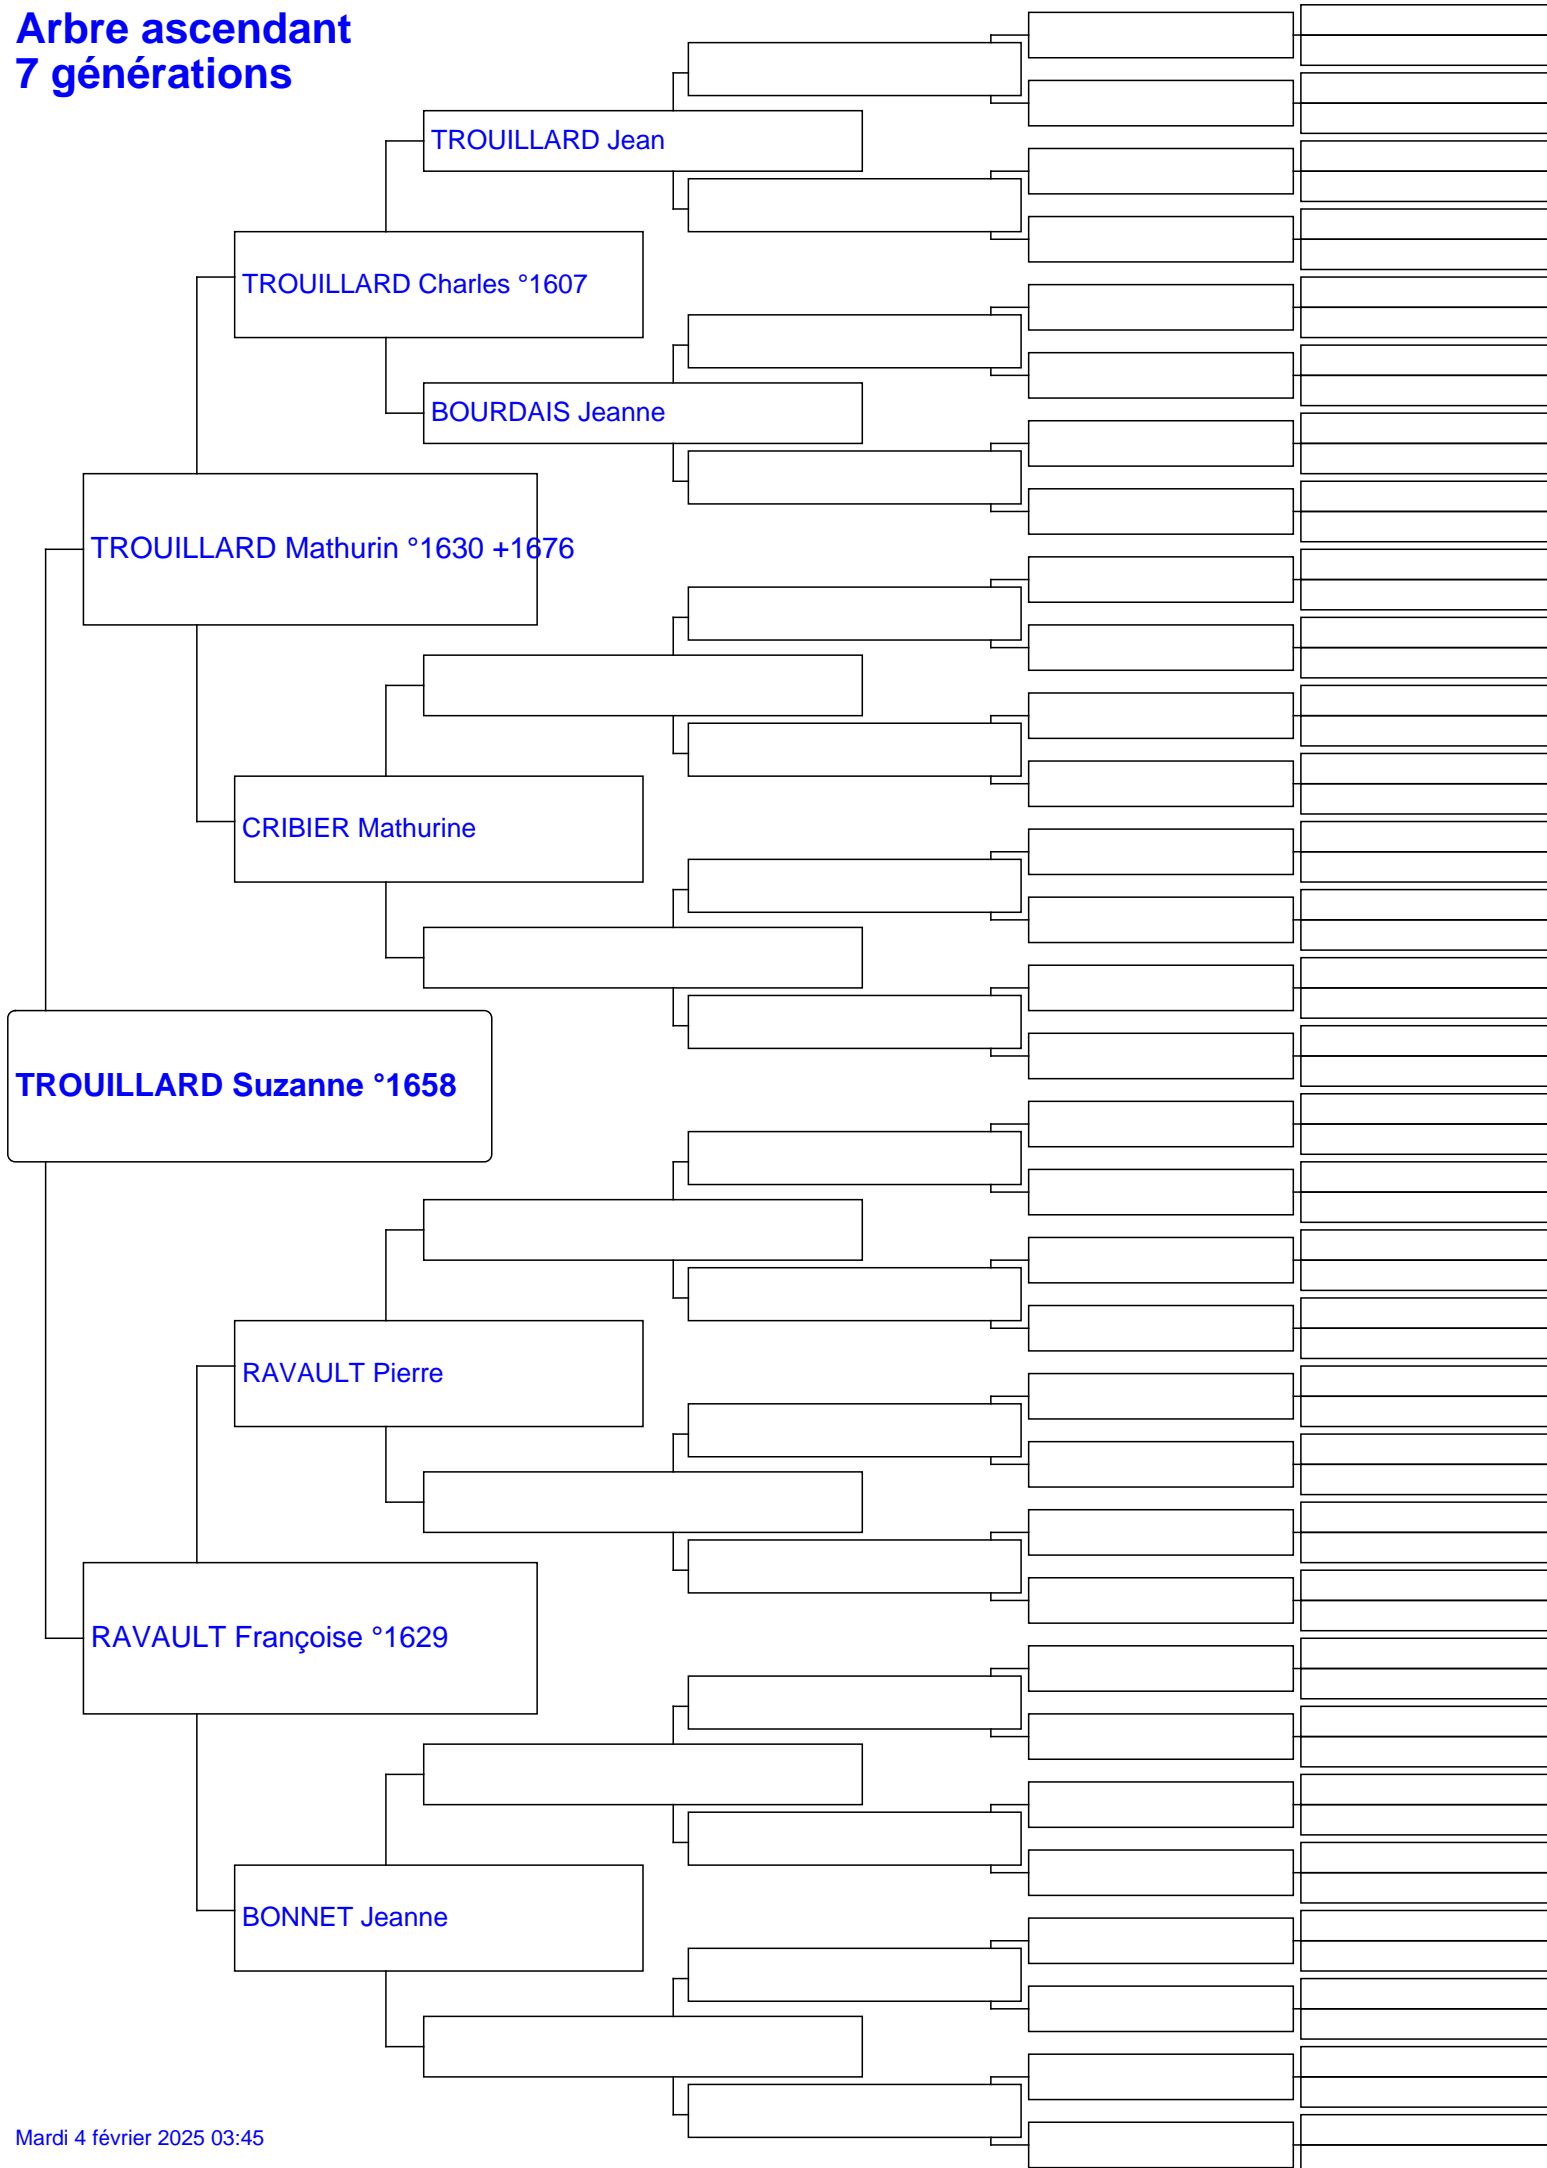 Arbre ascendant
7 générations
TROUILLARD Jean
TROUILLARD Charles °1607
BOURDAIS Jeanne
TROUILLARD Mathurin °1630 +1676
CRIBIER Mathurine
TROUILLARD Suzanne °1658
RAVAULT Pierre
RAVAULT Françoise °1629
BONNET Jeanne
Mardi 4 février 2025 03:45